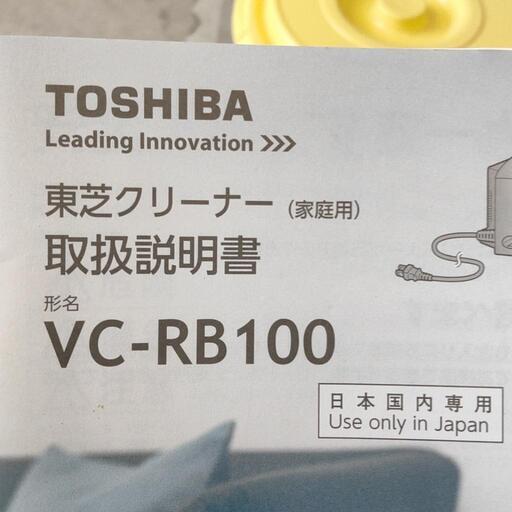 TOSHIBA
Leading Innovation >>>
東芝クリーナー（家庭用）
取扱説明書
形名
VC-RB100
日本国内専用
Use only in Japan